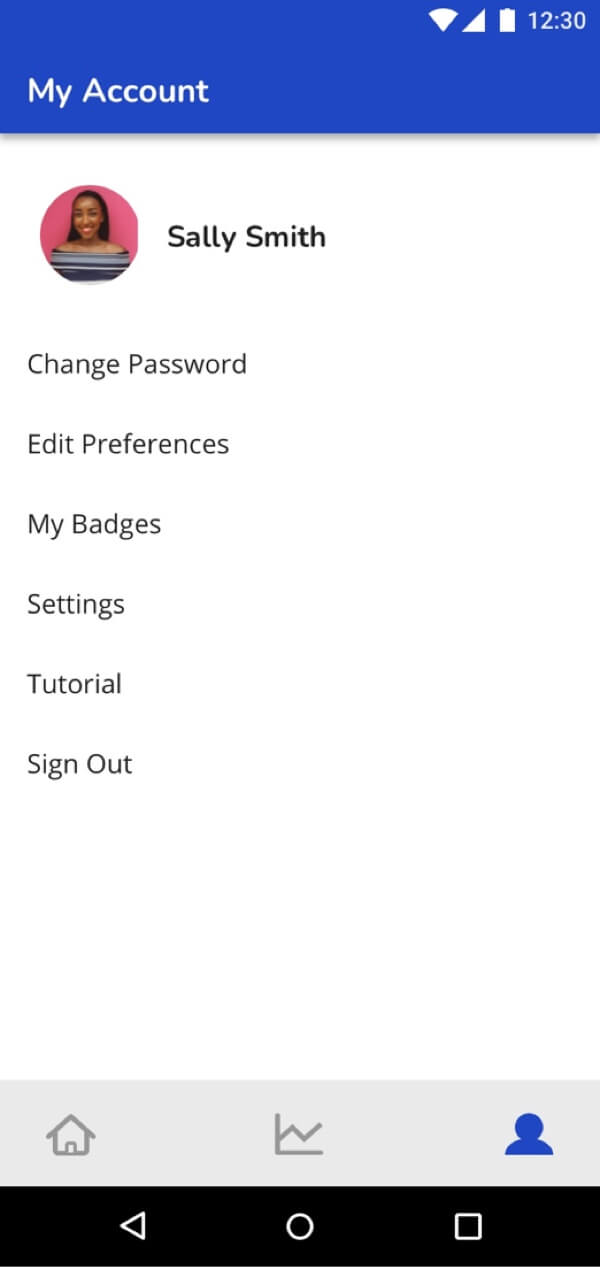 12:30
My Account
Sally Smith
Change Password
Edit Preferences
My Badges
Settings
Tutorial
Sign Out